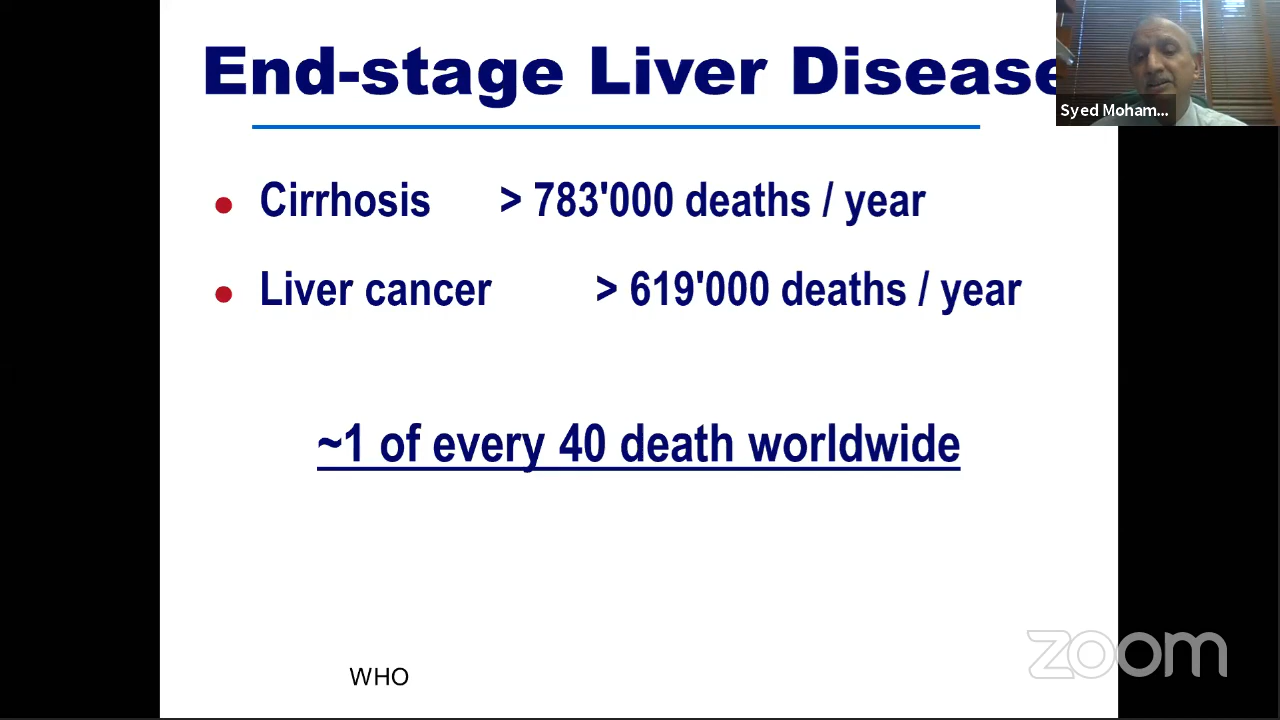 End-stage Liver Disease
Syed Moham...
Cirrhosis > 783'000 deaths / year
Liver cancer > 619'000 deaths / year
~1 of every 40 death worldwide
WHO
zoom